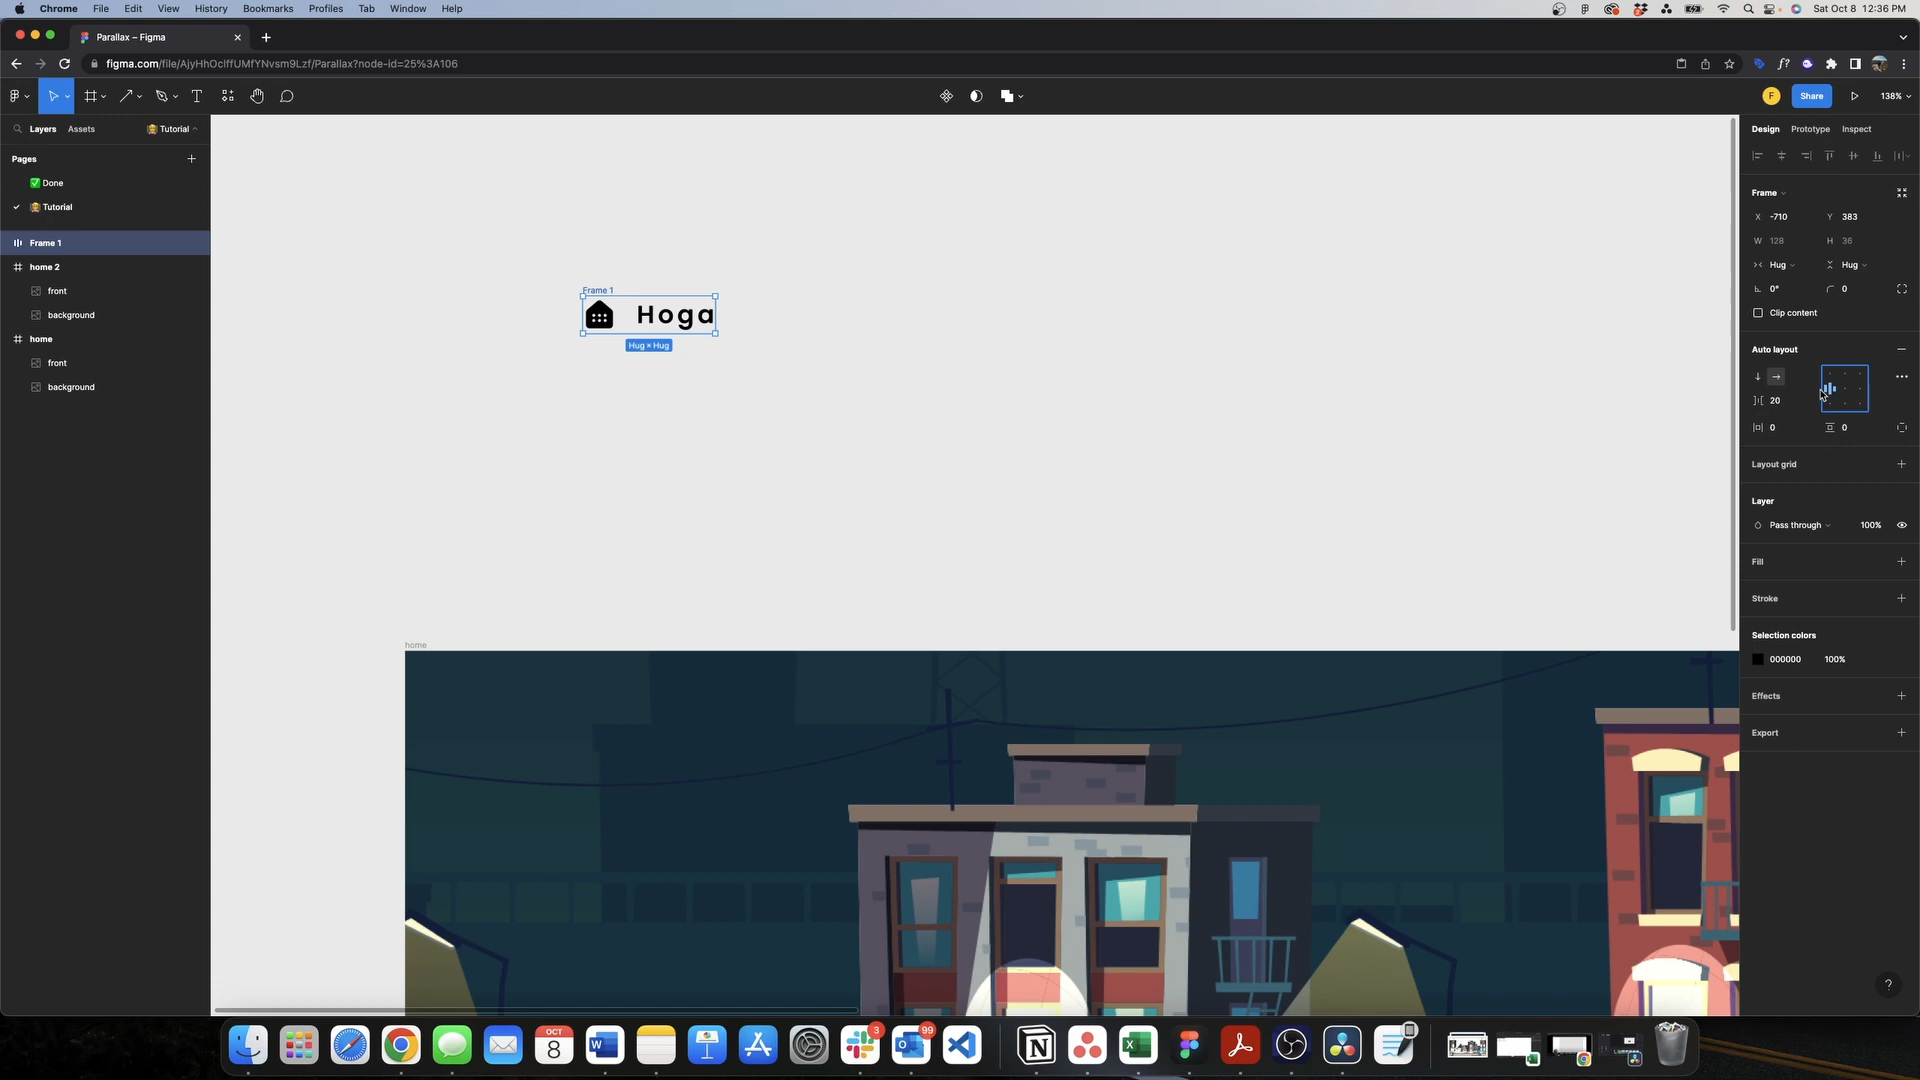 Chrome File Edit View History Bookmarks Profiles Tab Window Help Sat Oct 8 12:36 PM
Parallax – Figma
figma.com/file/AjyHhOclffUMfYNvsm9Lzf/Parallax?node-id=25%3A106
F Share 138%
Layers Assets Tutorial
Design Prototype Inspect
Pages
Done
Tutorial
Frame 1
home 2
front
background
home
front
background
Frame 1
Hoga
Hug × Hug
home
Frame
X -710 Y 383
W 128 H 36
Hug Hug
0° 0
Clip content
Auto layout
20
0 0
Layout grid
Layer
Pass through 100%
Fill
Stroke
Selection colors
000000 100%
Effects
Export
?
OCT
8
3
99